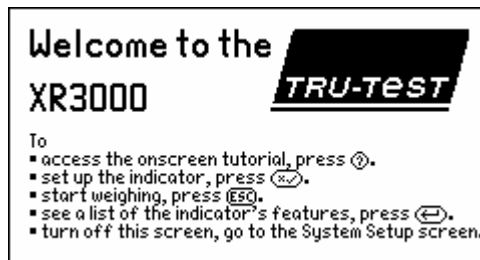 Welcome to the
XR3000
TRU-TEST
To
▪ access the onscreen tutorial, press ?.
▪ set up the indicator, press ×✓.
▪ start weighing, press ESC.
▪ see a list of the indicator's features, press ↵.
▪ turn off this screen, go to the System Setup screen.